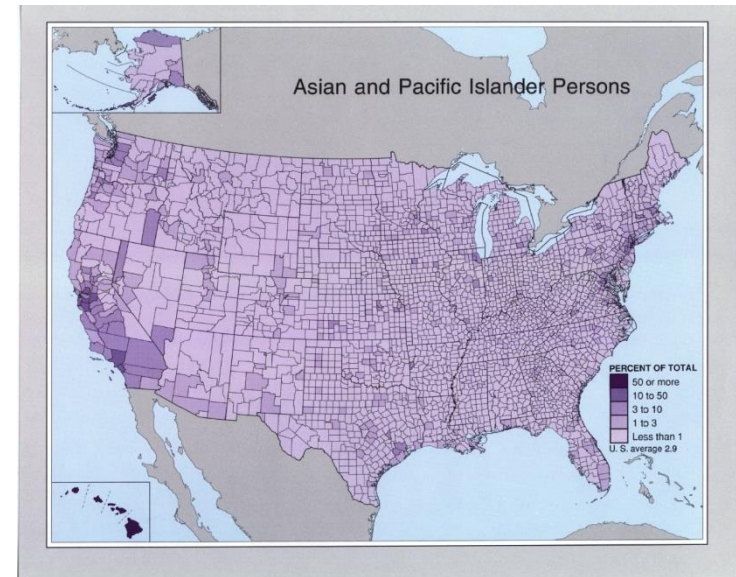 Asian and Pacific Islander Persons
PERCENT OF TOTAL
50 or more
10 to 50
3 to 10
1 to 3
Less than 1
U. S. average 2.9